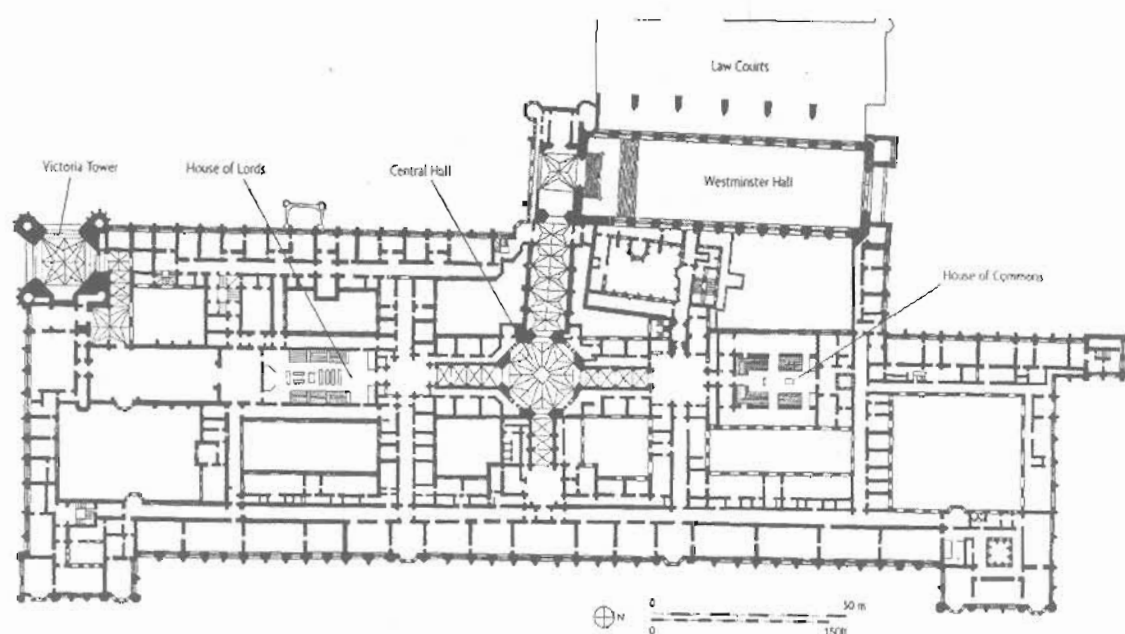 Law Courts
Victoria Tower
House of Lords
Central Hall
Westminster Hall
House of Commons
N
0
50 m
0
150ft